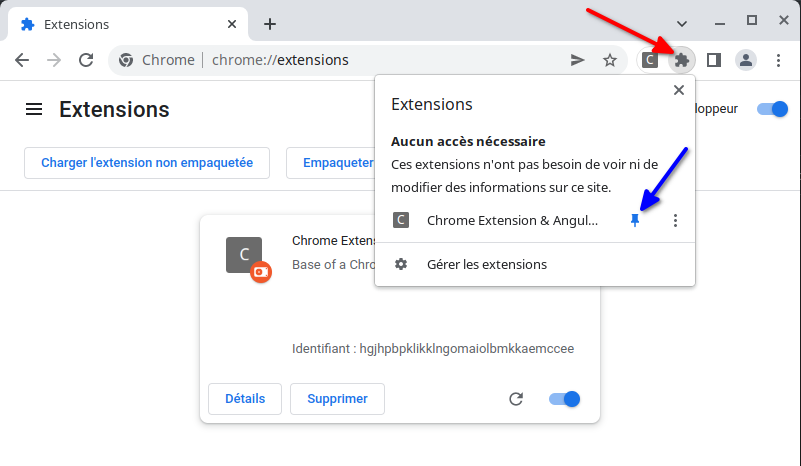 Extensions
Chrome
chrome://extensions
C
Extensions
loppeur
Charger l'extension non empaquetée
Empaqueter
Extensions
Aucun accès nécessaire
Ces extensions n'ont pas besoin de voir ni de
modifier des informations sur ce site.
C
Chrome Extension & Angul...
Gérer les extensions
C
Chrome Extens
Base of a Chro
Identifiant : hgjhpbpklikklngomaiolbmkkaemccee
Détails
Supprimer